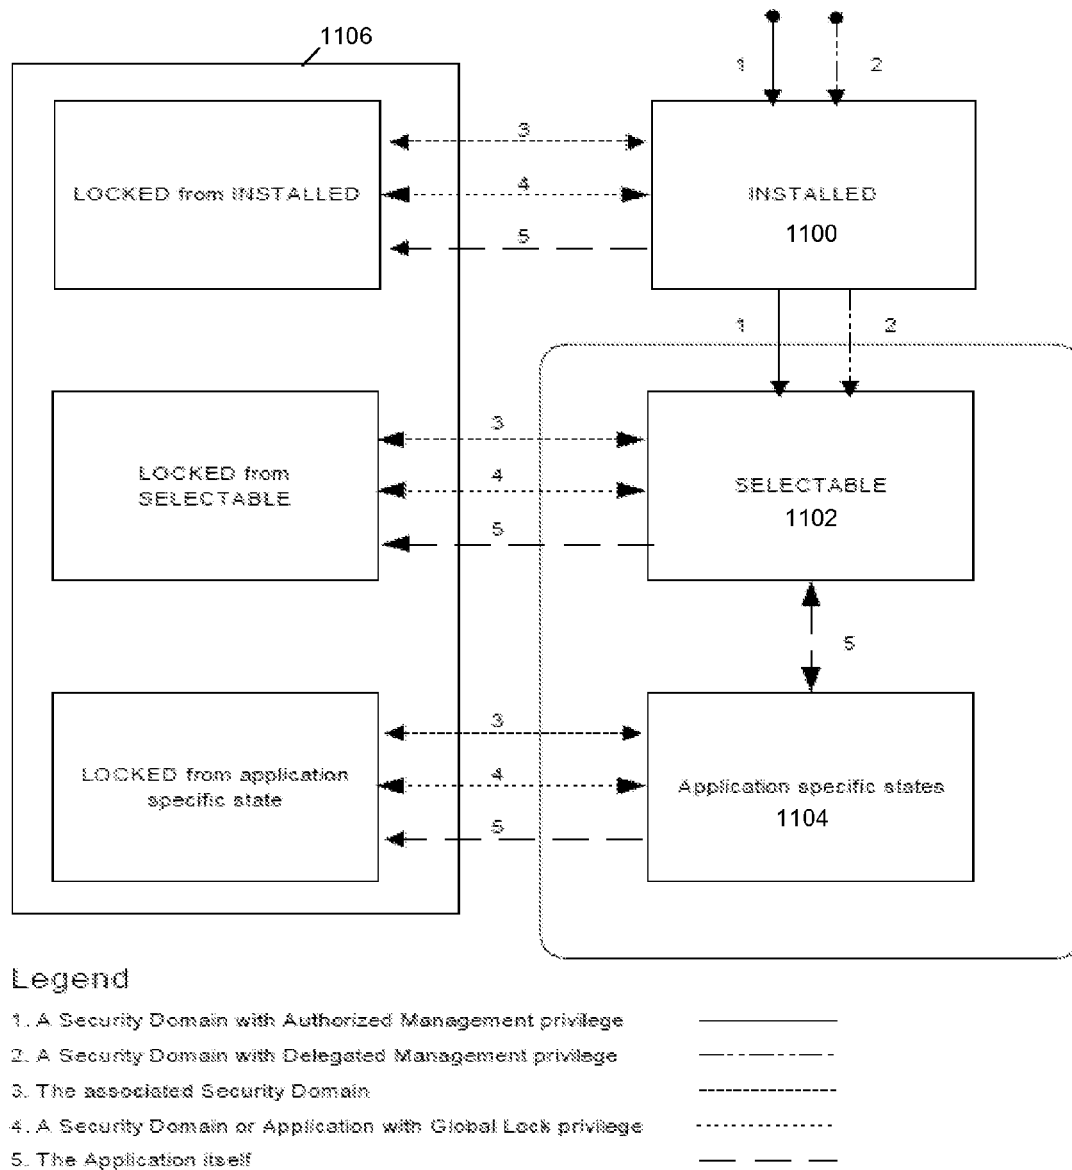 1106
1
2
LOCKED from INSTALLED
3
4
5
INSTALLED
1100
1
2
LOCKED from
SELECTABLE
3
4
5
SELECTABLE
1102
5
LOCKED from application
specific state
3
4
5
Application specific states
1104
Legend
1. A Security Domain with Authorized Management privilege
2. A Security Domain with Delegated Management privilege
3. The associated Security Domain
4. A Security Domain or Application with Global Lock privilege
5. The Application itself